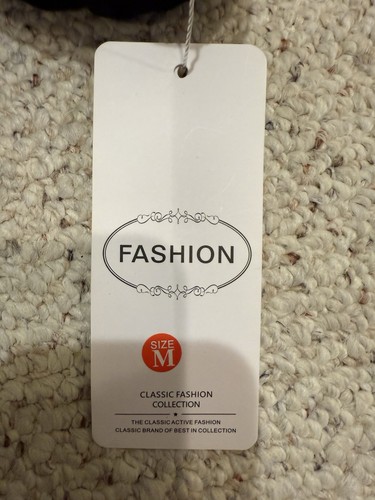 FASHION
SIZE
M
CLASSIC FASHION
COLLECTION
THE CLASSIC ACTIVE FASHION
CLASSIC BRAND OF BEST IN COLLECTION